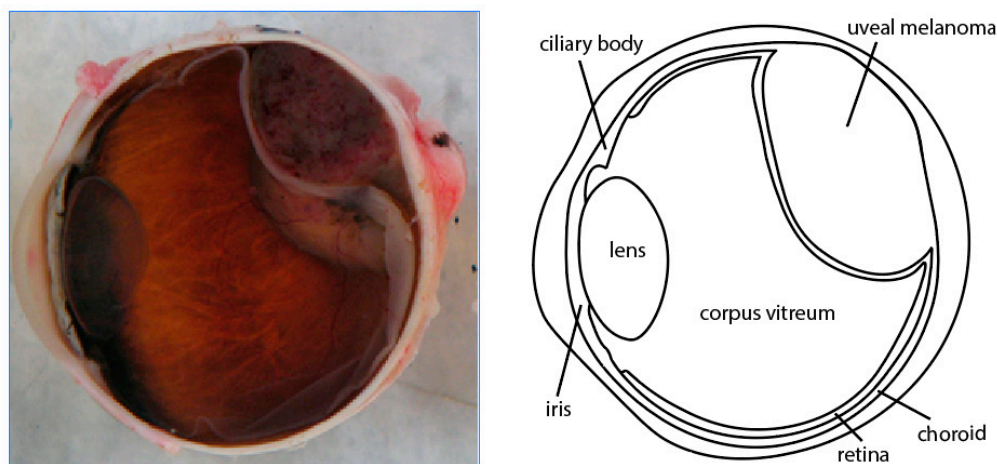 ciliary body
uveal melanoma
lens
corpus vitreum
iris
choroid
retina